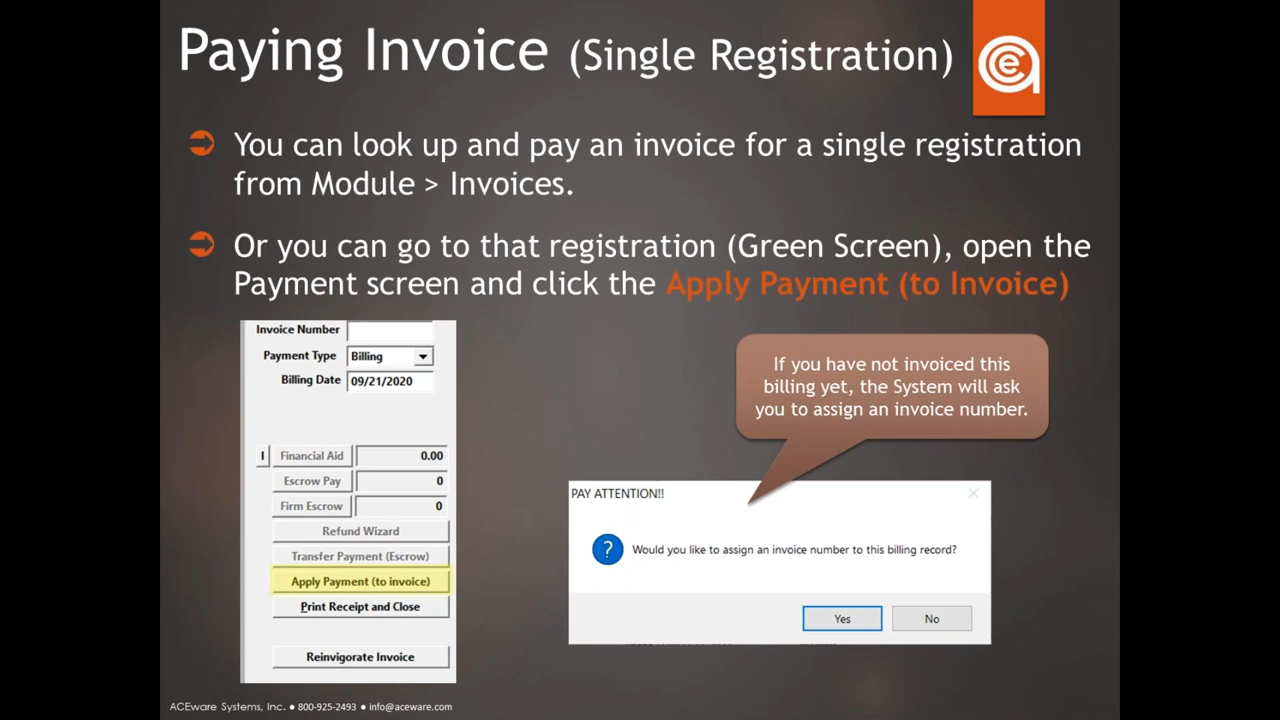 Paying Invoice (Single Registration)
You can look up and pay an invoice for a single registration
from Module > Invoices.
Or you can go to that registration (Green Screen), open the
Payment screen and click the Apply Payment (to Invoice)
Invoice Number
Payment Type Billing
Billing Date 09/21/2020
I Financial Aid 0.00
Escrow Pay 0
Firm Escrow 0
Refund Wizard
Transfer Payment (Escrow)
Apply Payment (to invoice)
Print Receipt and Close
Reinvigorate Invoice
If you have not invoiced this
billing yet, the System will ask
you to assign an invoice number.
PAY ATTENTION!!
Would you like to assign an invoice number to this billing record?
Yes No
ACEware Systems, Inc. ● 800-925-2493 ● info@aceware.com